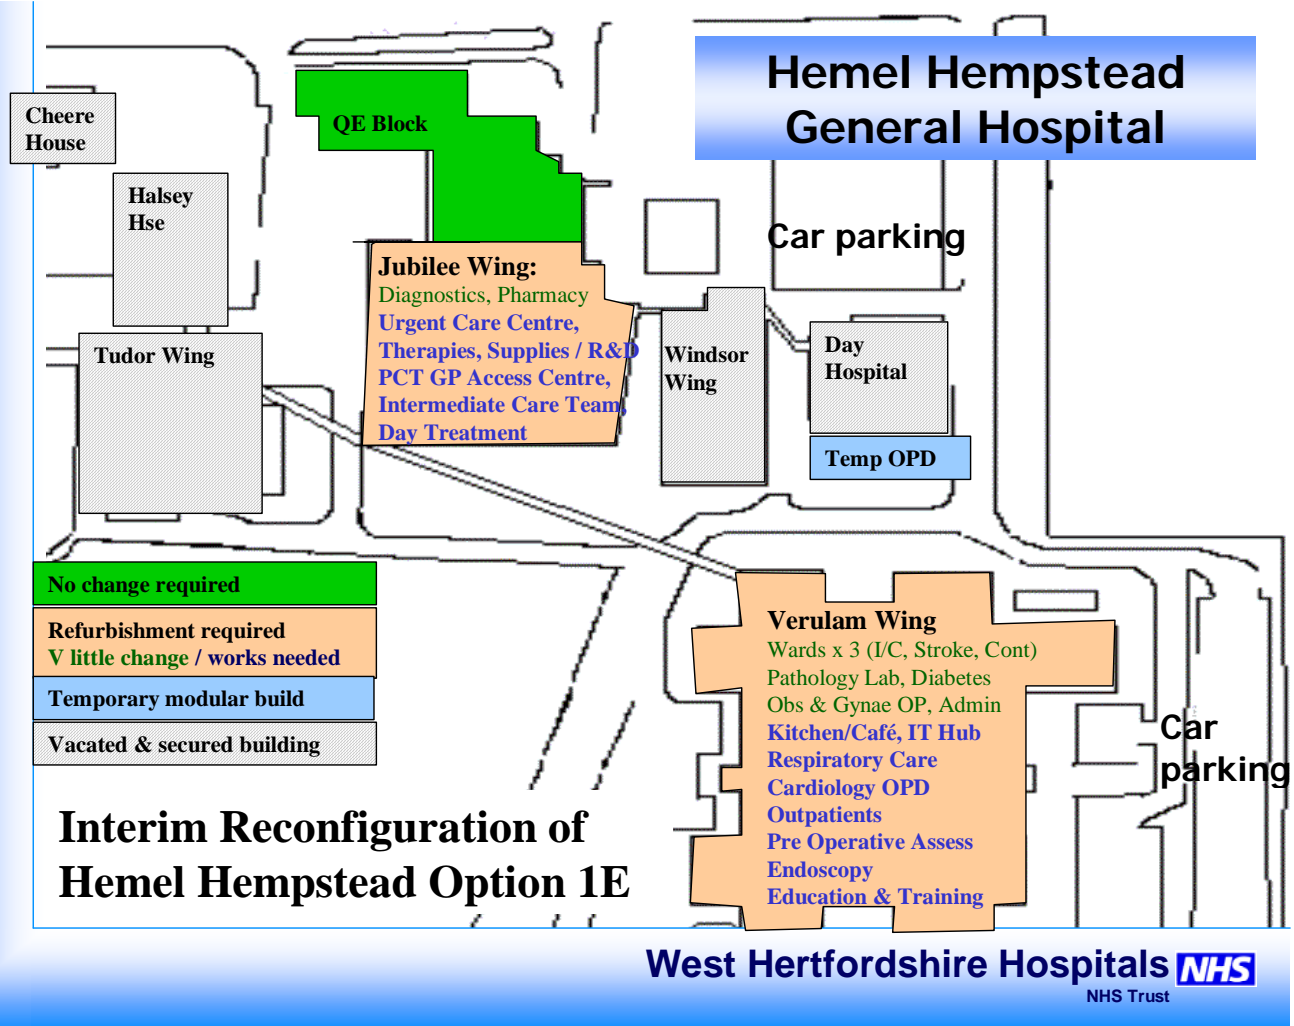 Hemel Hempstead
General Hospital
Cheere
House
QE Block
Halsey
Hse
Car parking
Jubilee Wing:
Diagnostics, Pharmacy
Urgent Care Centre,
Therapies, Supplies / R&D
PCT GP Access Centre,
Intermediate Care Team,
Day Treatment
Tudor Wing
Windsor
Wing
Day
Hospital
Temp OPD
No change required
Refurbishment required
V little change / works needed
Temporary modular build
Vacated & secured building
Verulam Wing
Wards x 3 (I/C, Stroke, Cont)
Pathology Lab, Diabetes
Obs & Gynae OP, Admin
Kitchen/Café, IT Hub
Respiratory Care
Cardiology OPD
Outpatients
Pre Operative Assess
Endoscopy
Education & Training
Car
parking
Interim Reconfiguration of
Hemel Hempstead Option 1E
West Hertfordshire Hospitals NHS
NHS Trust